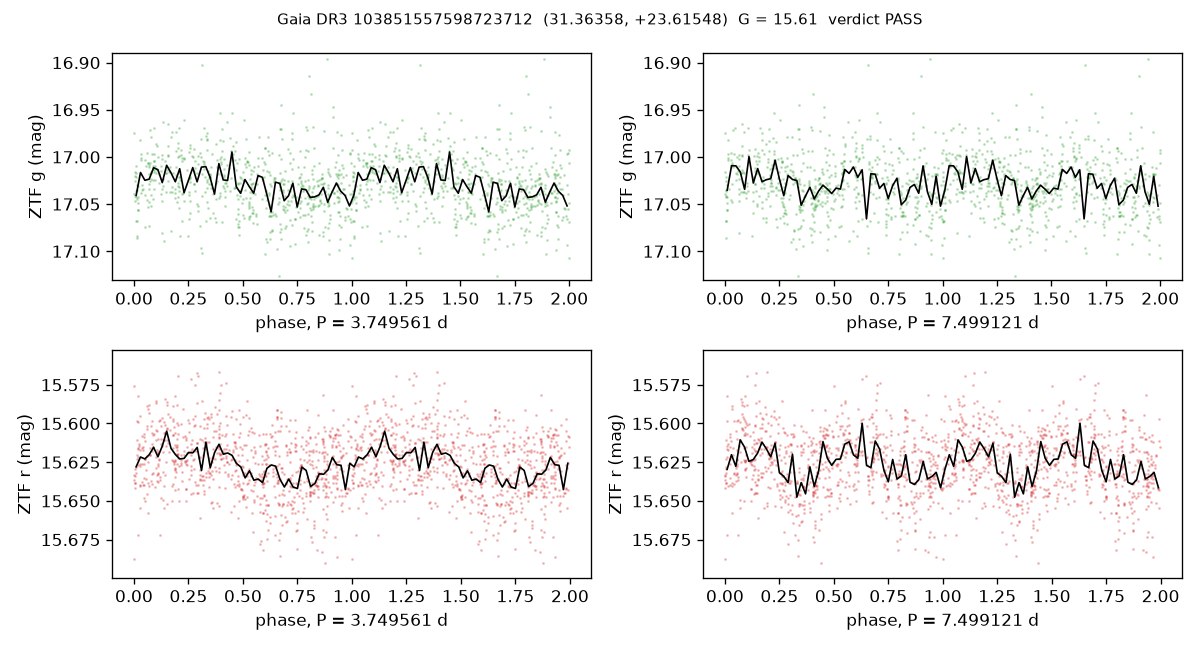 Gaia DR3 103851557598723712  (31.36358, +23.61548)  G = 15.61  verdict PASS
ZTF g (mag)
16.90
16.95
17.00
17.05
17.10
0.00 0.25 0.50 0.75 1.00 1.25 1.50 1.75 2.00
phase, P = 3.749561 d
ZTF g (mag)
16.90
16.95
17.00
17.05
17.10
0.00 0.25 0.50 0.75 1.00 1.25 1.50 1.75 2.00
phase, P = 7.499121 d
ZTF r (mag)
15.575
15.600
15.625
15.650
15.675
0.00 0.25 0.50 0.75 1.00 1.25 1.50 1.75 2.00
phase, P = 3.749561 d
ZTF r (mag)
15.575
15.600
15.625
15.650
15.675
0.00 0.25 0.50 0.75 1.00 1.25 1.50 1.75 2.00
phase, P = 7.499121 d